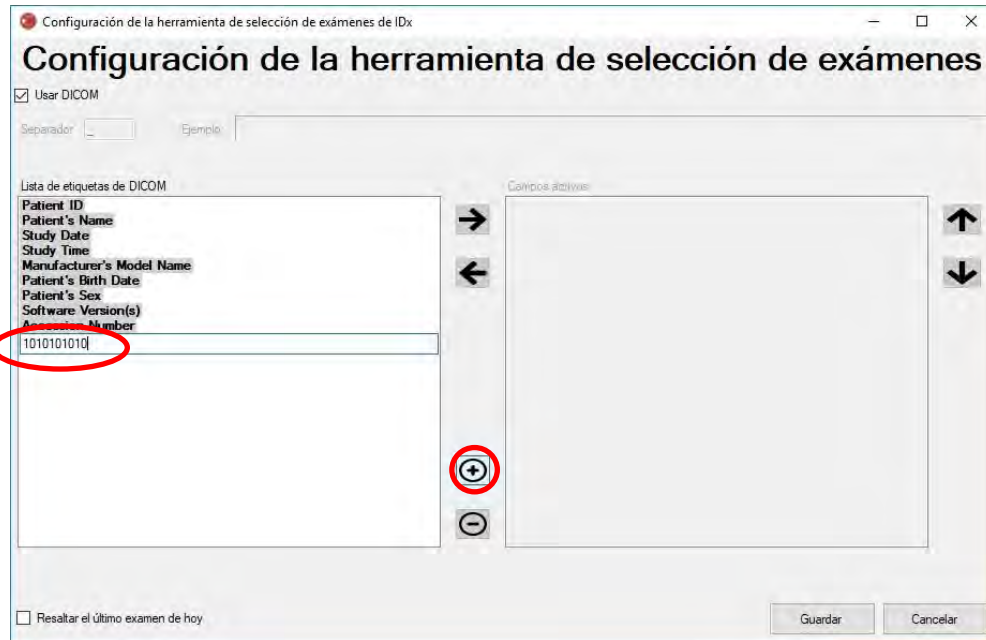 Configuración de la herramienta de selección de exámenes de IDx
Configuración de la herramienta de selección de exámenes
Usar DICOM
Separador _ Ejemplo
Lista de etiquetas de DICOM
Campos activos
Patient ID
Patient's Name
Study Date
Study Time
Manufacturer's Model Name
Patient's Birth Date
Patient's Sex
Software Version(s)
Accession Number
1010101010
Resaltar el último examen de hoy
Guardar Cancelar